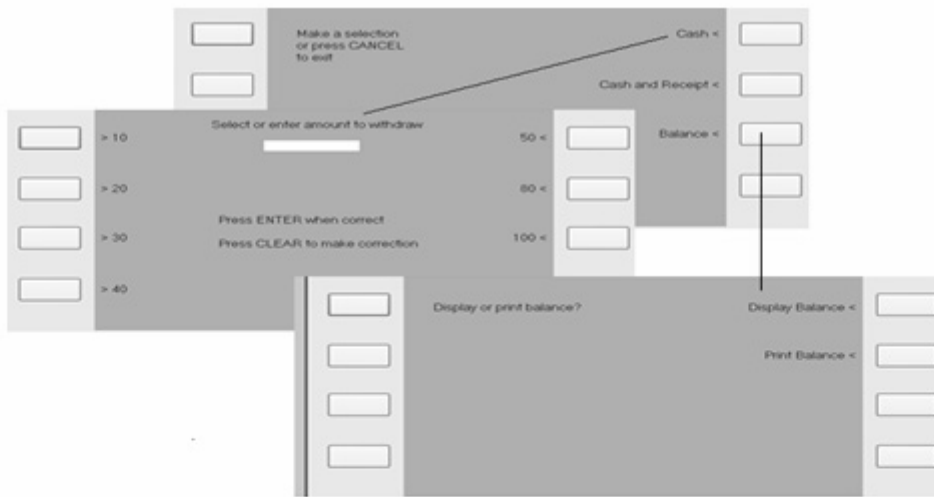 Make a selection
or press CANCEL
to exit
Cash <
Cash and Receipt <
Balance <
Select or enter amount to withdraw
> 10
> 20
> 30
> 40
50 <
80 <
100 <
Press ENTER when correct
Press CLEAR to make correction
Display or print balance?
Display Balance <
Print Balance <